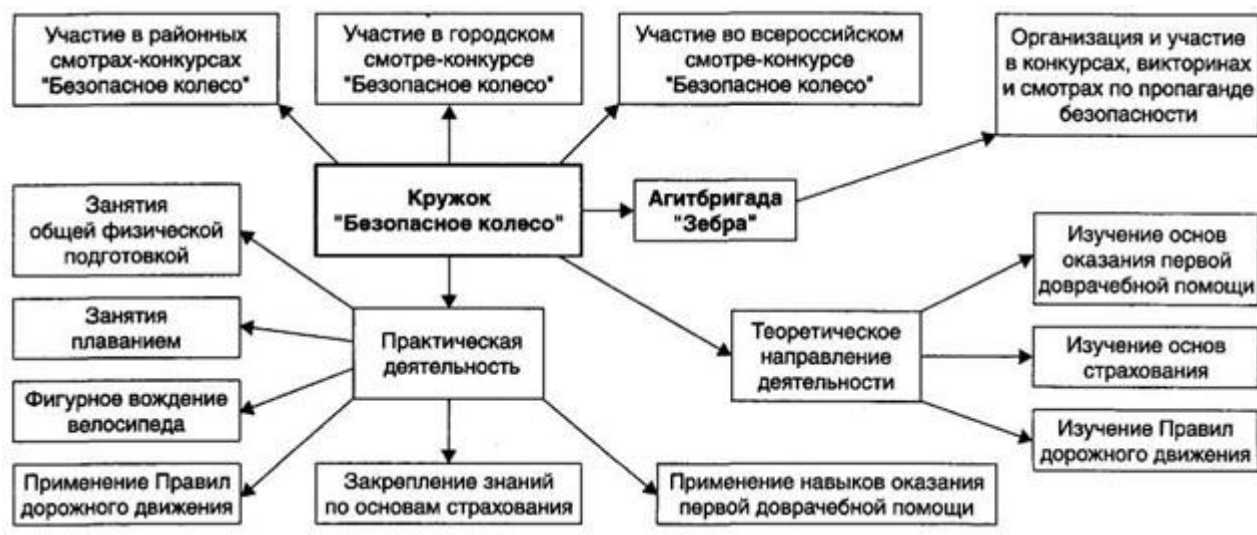 Участие в районных
смотрах-конкурсах
"Безопасное колесо"
Участие в городском
смотре-конкурсе
"Безопасное колесо"
Участие во всероссийском
смотре-конкурсе
"Безопасное колесо"
Организация и участие
в конкурсах, викторинах
и смотрах по пропаганде
безопасности
Кружок
"Безопасное колесо"
Агитбригада
"Зебра"
Занятия
общей физической
подготовкой
Занятия
плаванием
Фигурное вождение
велосипеда
Применение Правил
дорожного движения
Практическая
деятельность
Закрепление знаний
по основам страхования
Применение навыков оказания
первой доврачебной помощи
Теоретическое
направление
деятельности
Изучение основ
оказания первой
доврачебной помощи
Изучение основ
страхования
Изучение Правил
дорожного движения